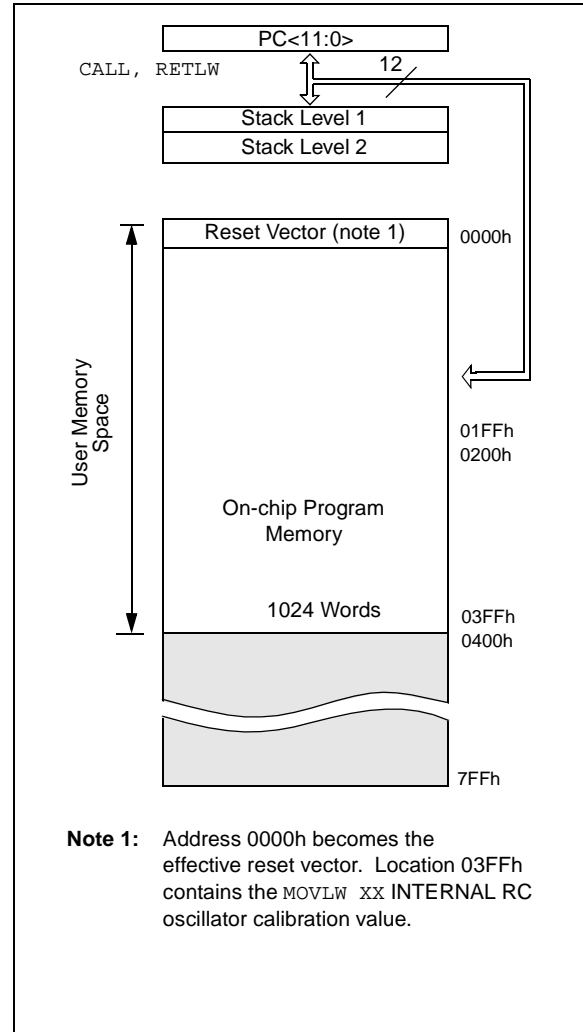 PC<11:0>
CALL, RETLW
12
Stack Level 1
Stack Level 2
Reset Vector (note 1)
0000h
User Memory
Space
01FFh
0200h
On-chip Program
Memory
1024 Words
03FFh
0400h
7FFh
Note 1: Address 0000h becomes the
effective reset vector. Location 03FFh
contains the MOVLW XX INTERNAL RC
oscillator calibration value.